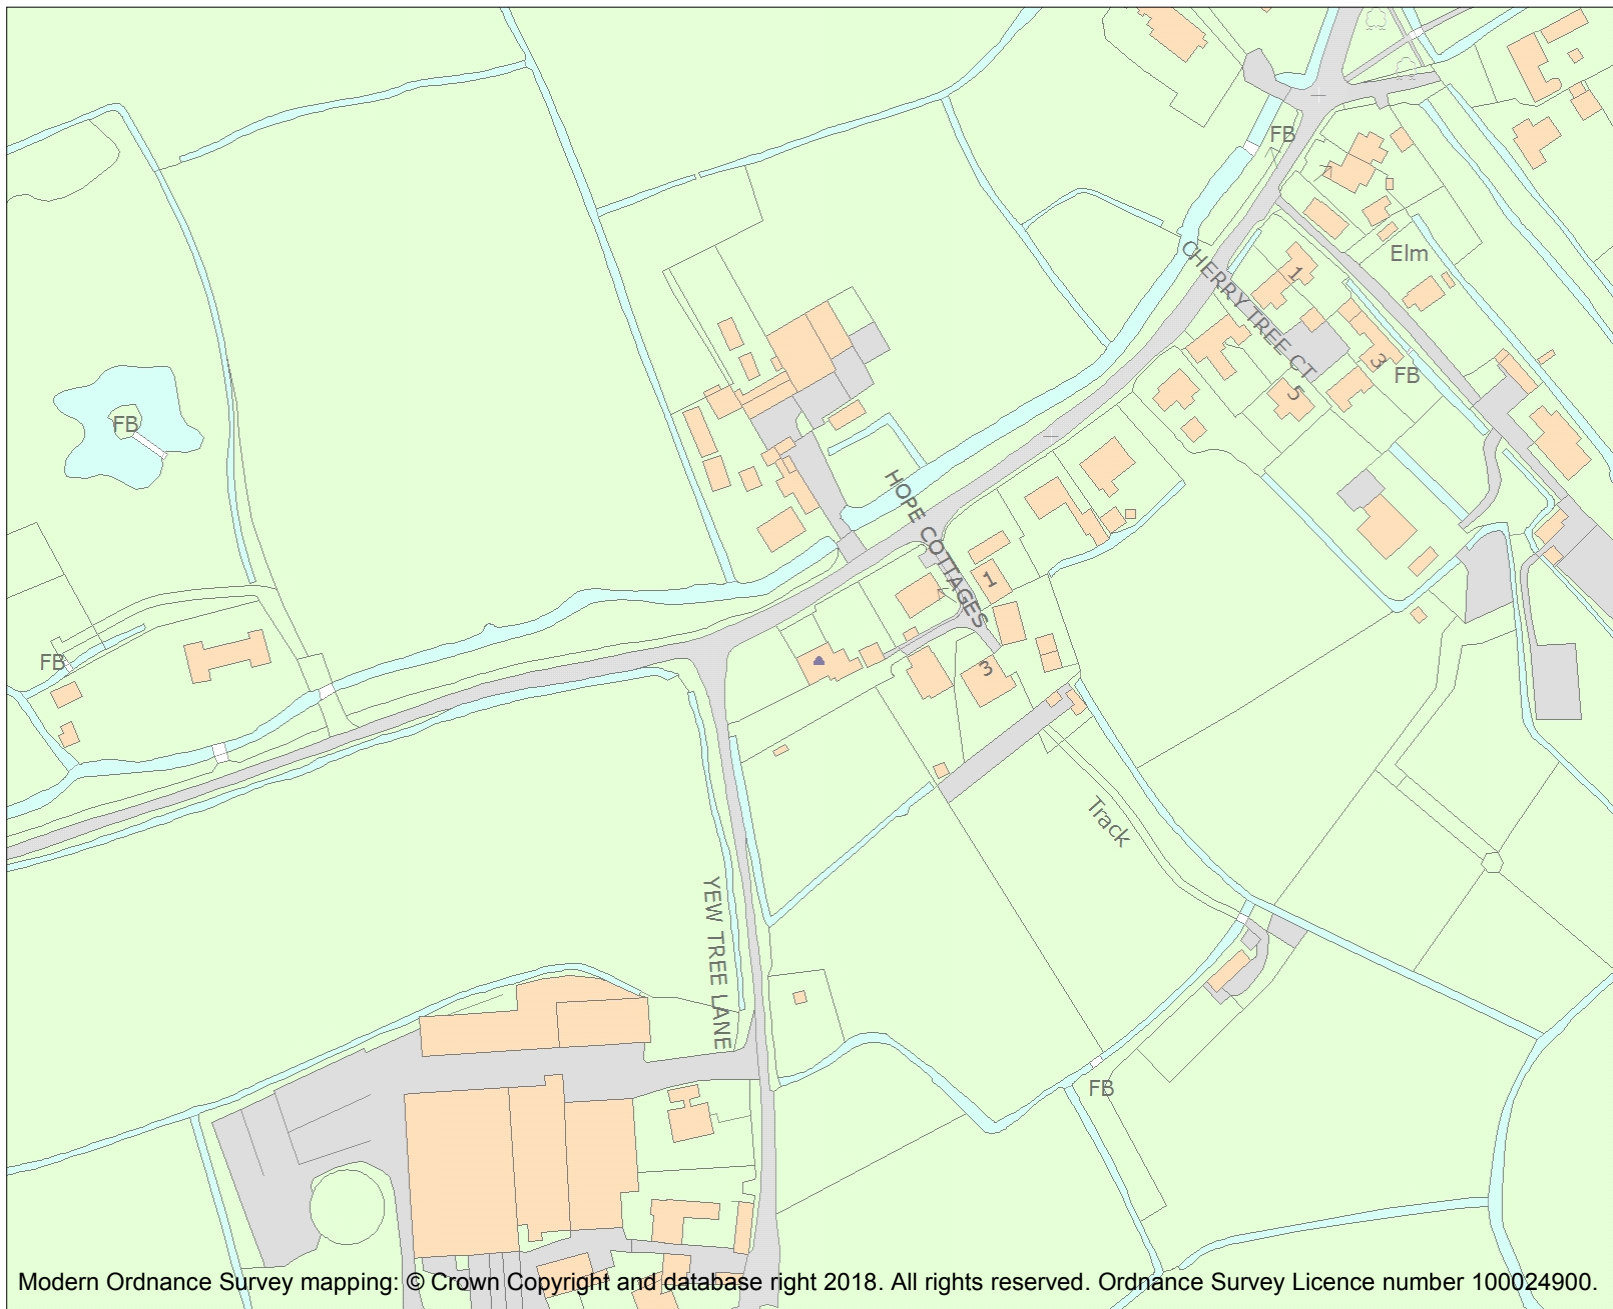 FB
7
Elm
CHERRY TREE CT
1
3
FB
5
FB
HOPE COTTAGES
1
FB
3
Track
YEW TREE LANE
FB
Modern Ordnance Survey mapping: © Crown Copyright and database right 2018. All rights reserved. Ordnance Survey Licence number 100024900.